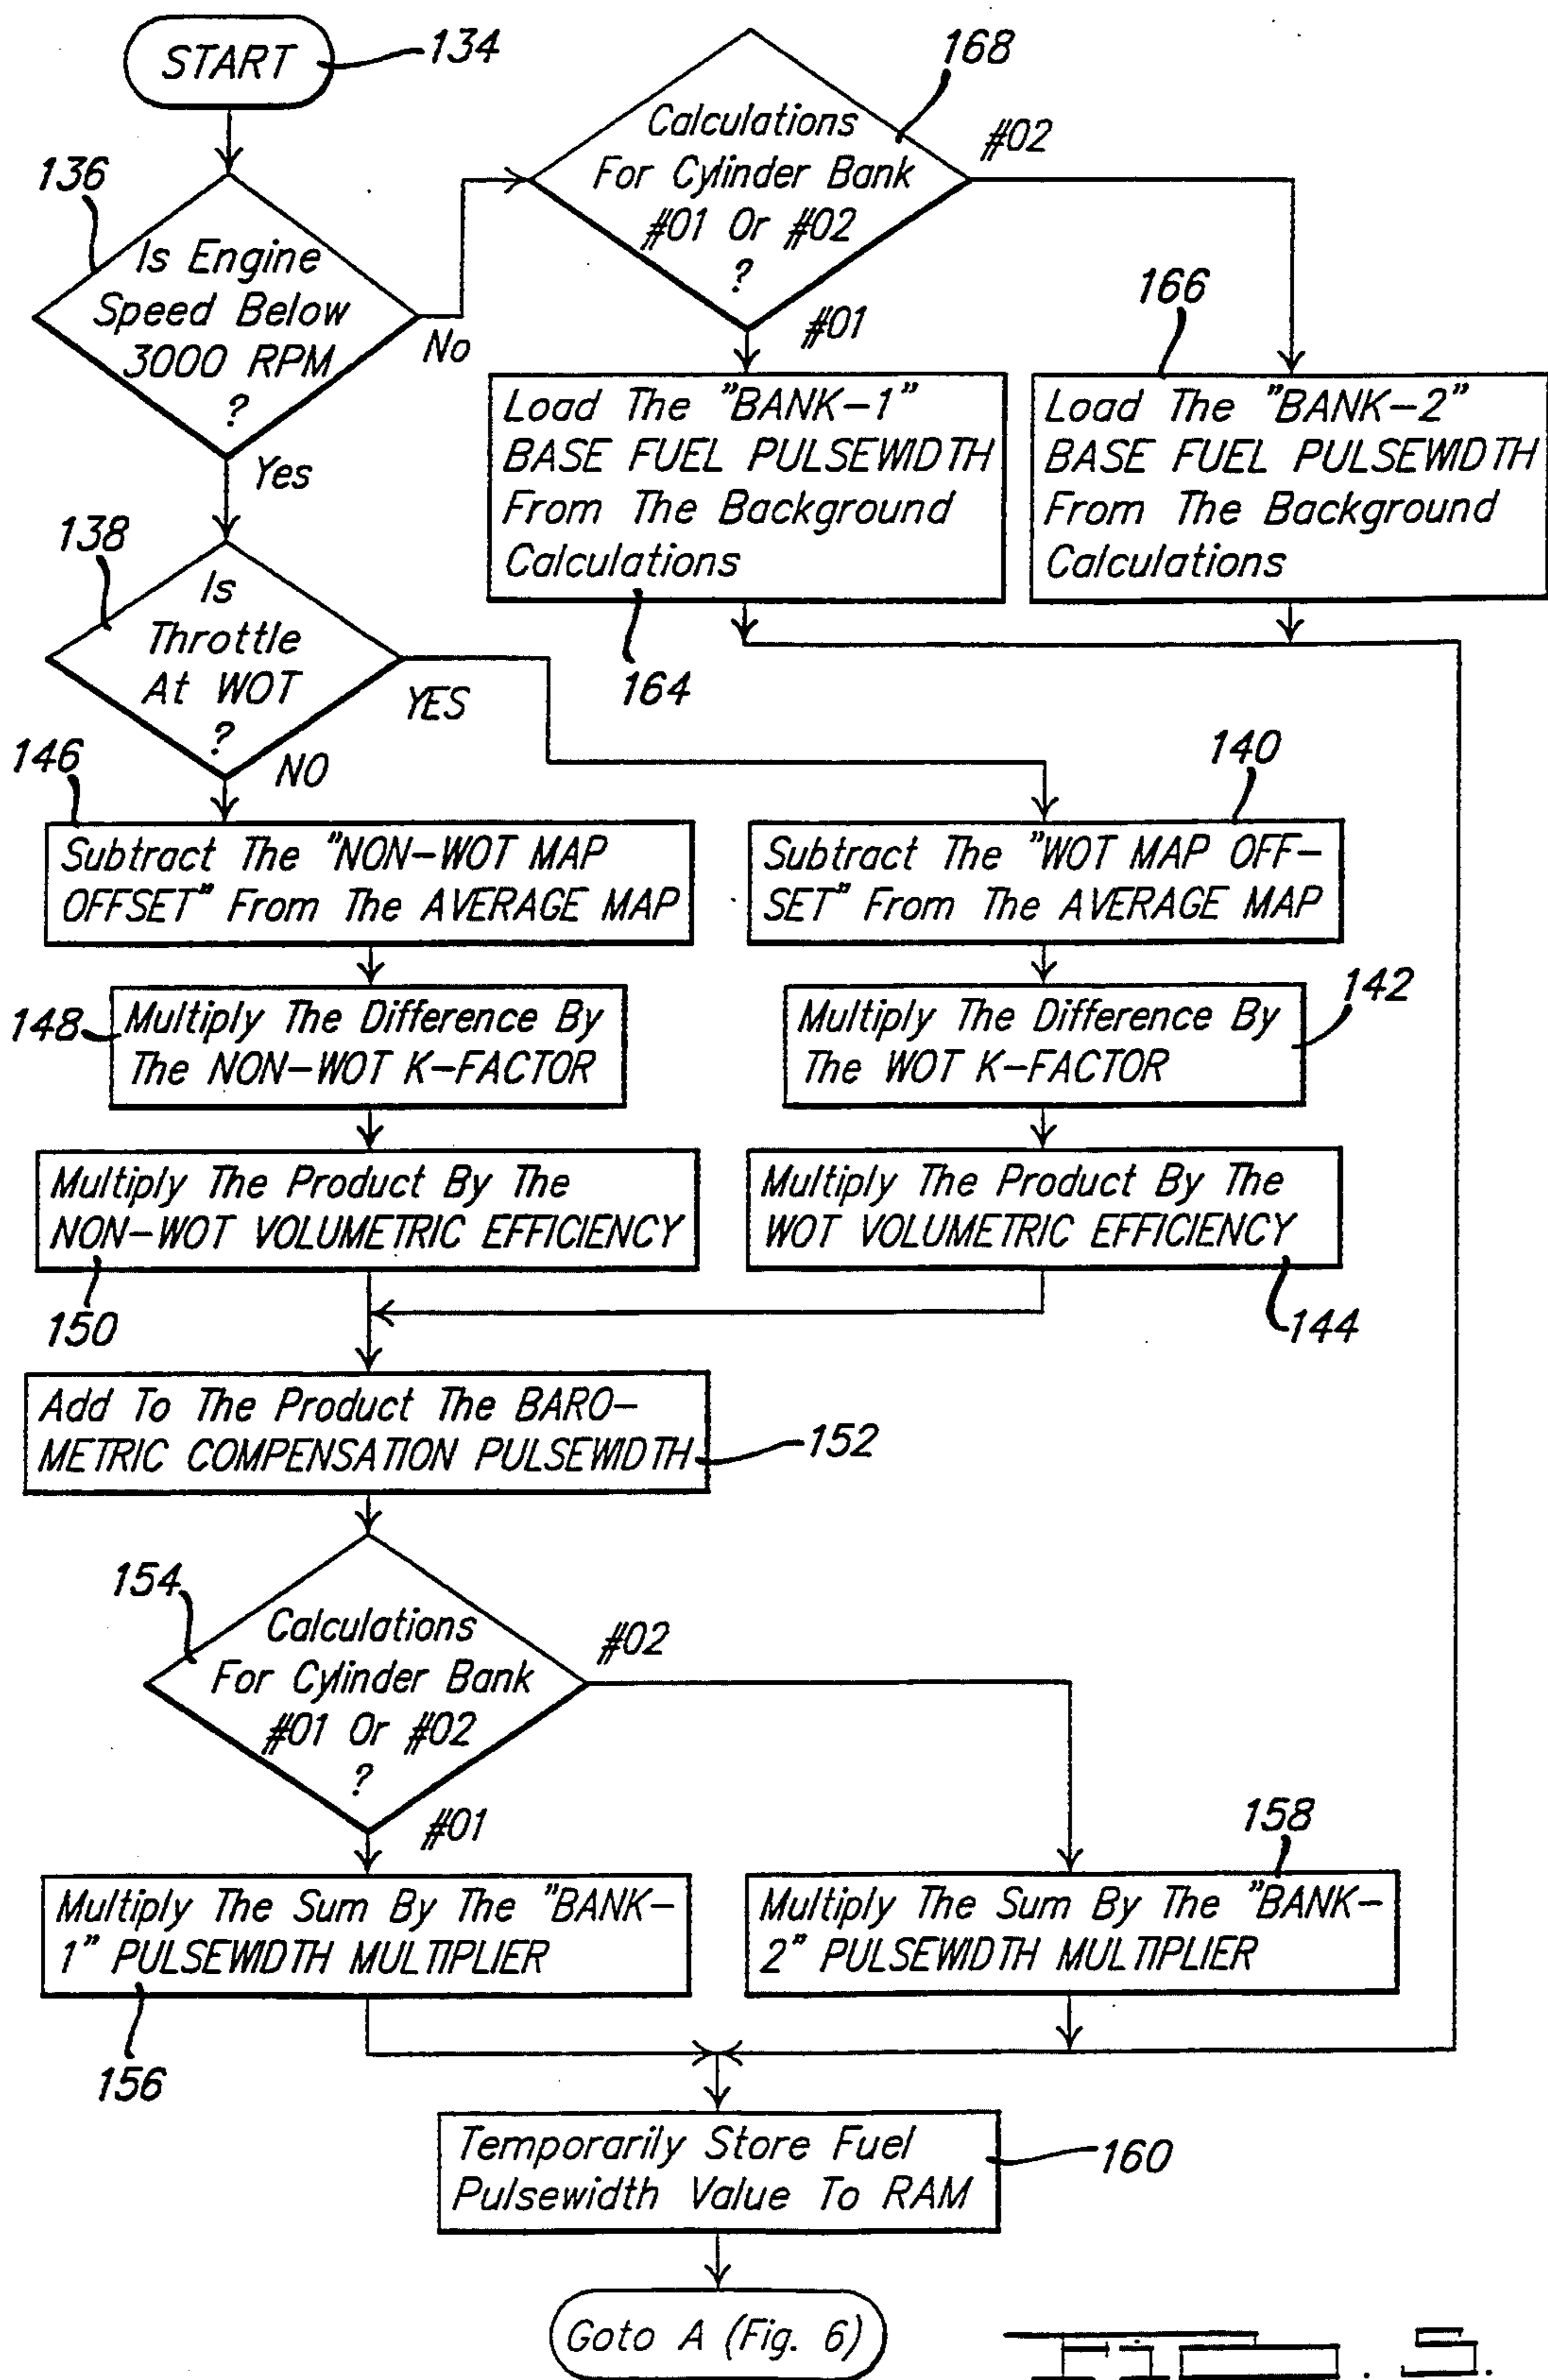 START
134
168
Calculations
For Cylinder Bank
#01 Or #02
?
#02
#01
136
Is Engine
Speed Below
3000 RPM
?
No
Yes
166
Load The "BANK-1"
BASE FUEL PULSEWIDTH
From The Background
Calculations
164
Load The "BANK-2"
BASE FUEL PULSEWIDTH
From The Background
Calculations
138
Is
Throttle
At WOT
?
YES
NO
146
Subtract The "NON-WOT MAP
OFFSET" From The AVERAGE MAP
140
Subtract The "WOT MAP OFF-
SET" From The AVERAGE MAP
148
Multiply The Difference By
The NON-WOT K-FACTOR
142
Multiply The Difference By
The WOT K-FACTOR
Multiply The Product By The
NON-WOT VOLUMETRIC EFFICIENCY
150
Multiply The Product By The
WOT VOLUMETRIC EFFICIENCY
144
Add To The Product The BARO-
METRIC COMPENSATION PULSEWIDTH
152
154
Calculations
For Cylinder Bank
#01 Or #02
?
#02
#01
158
Multiply The Sum By The "BANK-
1" PULSEWIDTH MULTIPLIER
156
Multiply The Sum By The "BANK-
2" PULSEWIDTH MULTIPLIER
Temporarily Store Fuel
Pulsewidth Value To RAM
160
Goto A (Fig. 6)